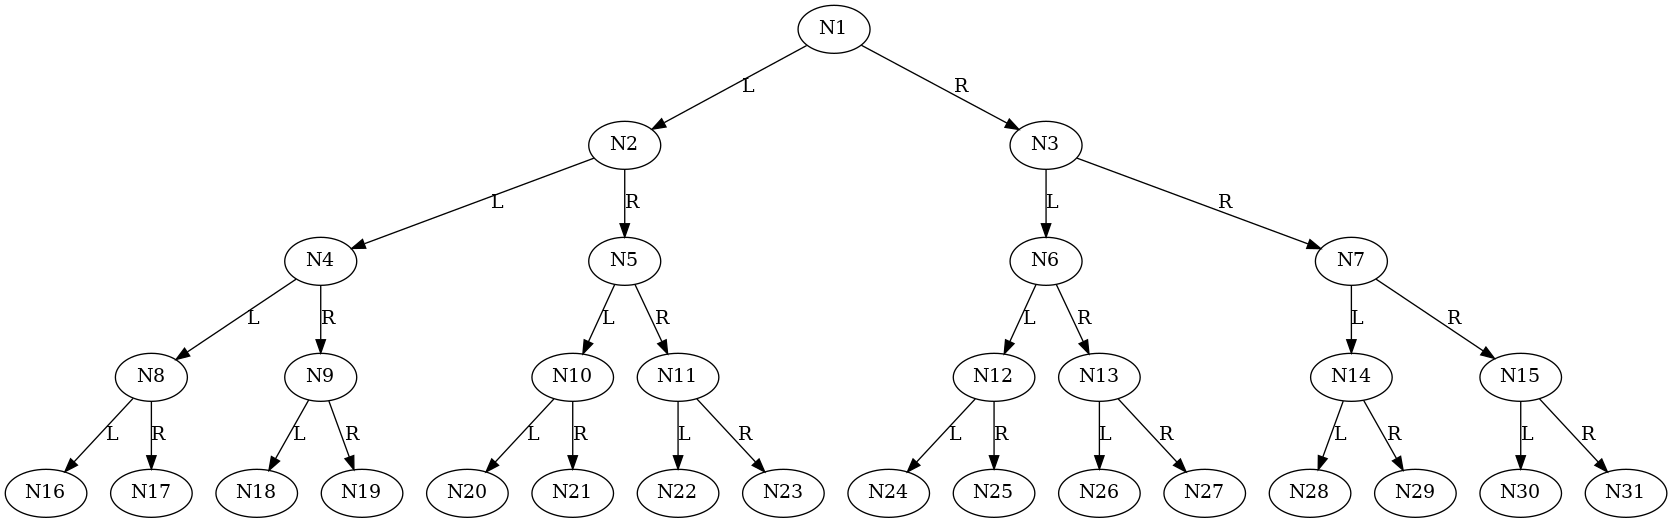 N1
L R
N2 N3
L R L R
N4 N5 N6 N7
L R L R L R L R
N8 N9 N10 N11 N12 N13 N14 N15
L R L R L R L R L R L R L R L R
N16 N17 N18 N19 N20 N21 N22 N23 N24 N25 N26 N27 N28 N29 N30 N31